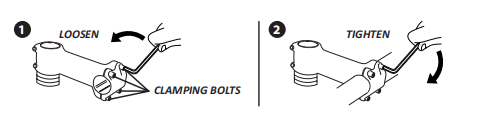 1
LOOSEN
CLAMPING BOLTS
2
TIGHTEN